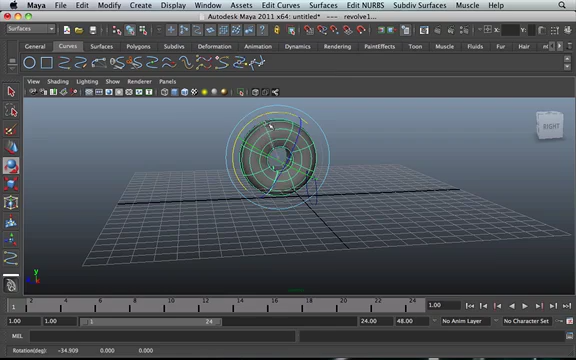 Maya File Edit Modify Create Display Window Assets Edit Curves Surfaces Edit NURBS Subdiv Surfaces Muscle Help
Autodesk Maya 2011 x64: untitled* --- revolve1...
Surfaces
General Curves Surfaces Polygons Subdivs Deformation Animation Dynamics Rendering PaintEffects Toon Muscle Fluids Fur Hair
View Shading Lighting Show Renderer Panels
RIGHT
y
1 2 4 6 8 10 12 14 16 18 20 22 24 1.00
1.00 1.00 1 24 24.00 48.00 No Anim Layer No Character Set
MEL
Rotation(deg): -34.909 0.000 0.000